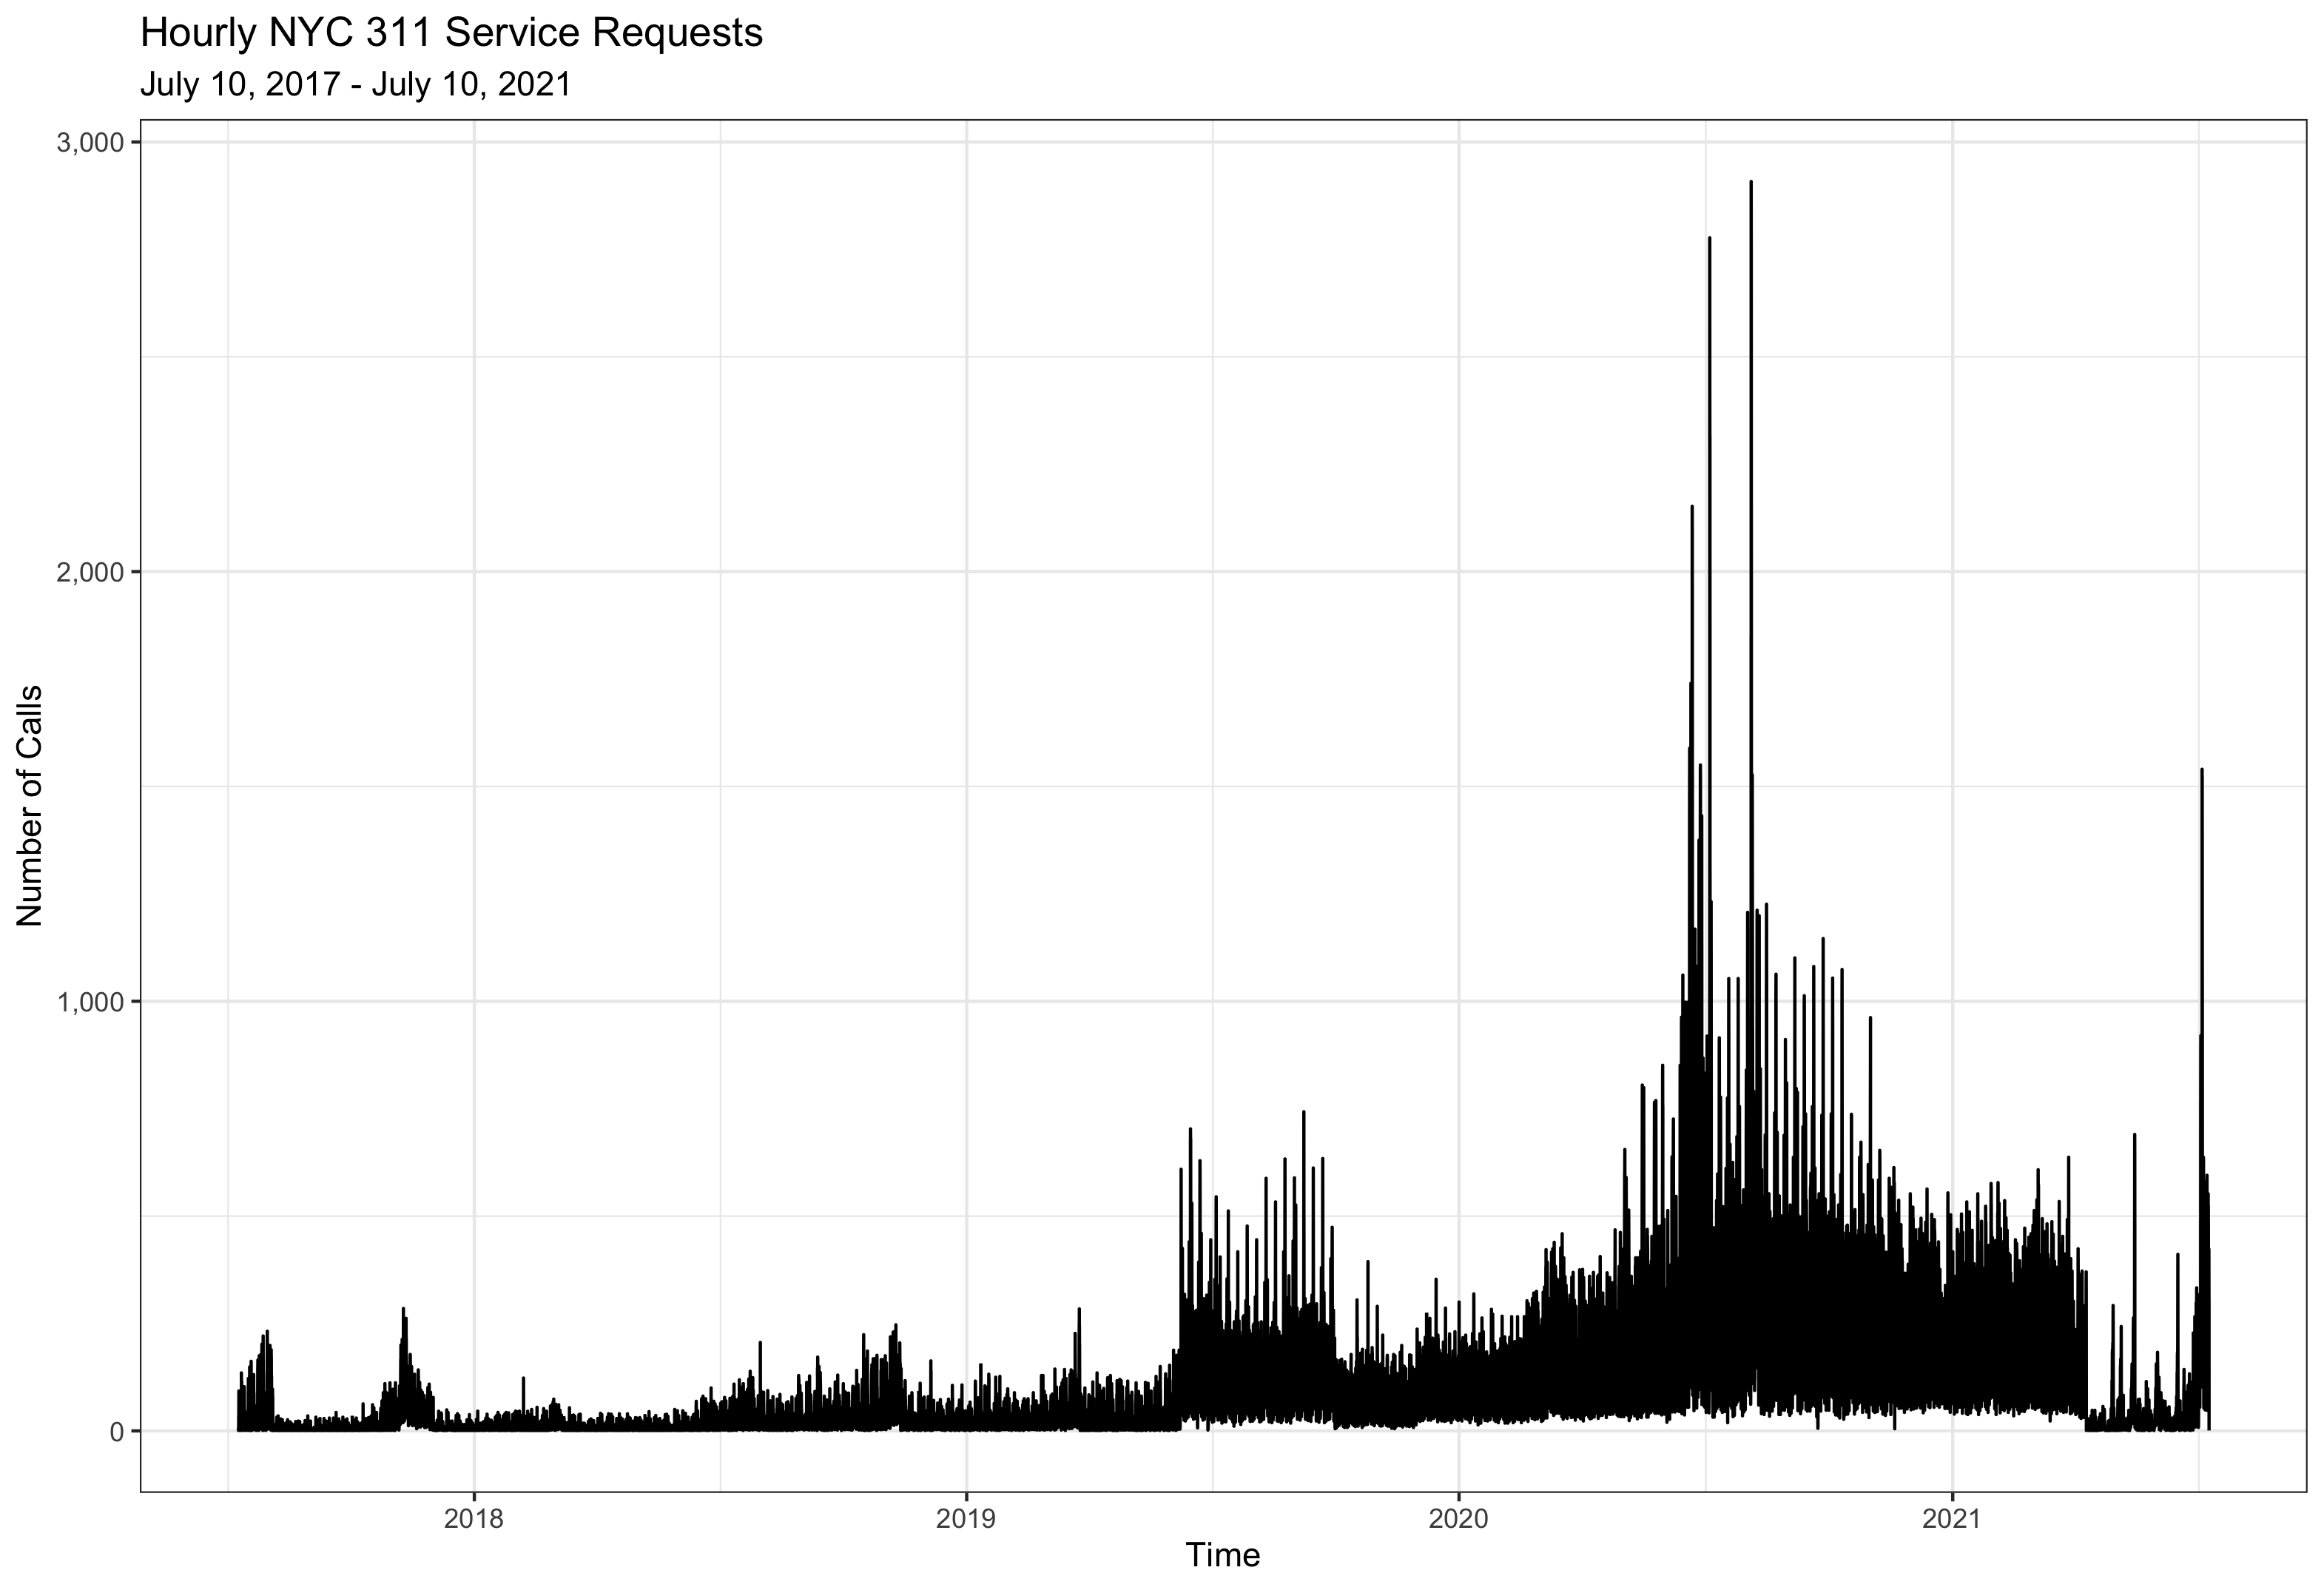 Hourly NYC 311 Service Requests
July 10, 2017 - July 10, 2021
3,000
2,000
1,000
0
Number of Calls
2018
2019
2020
2021
Time